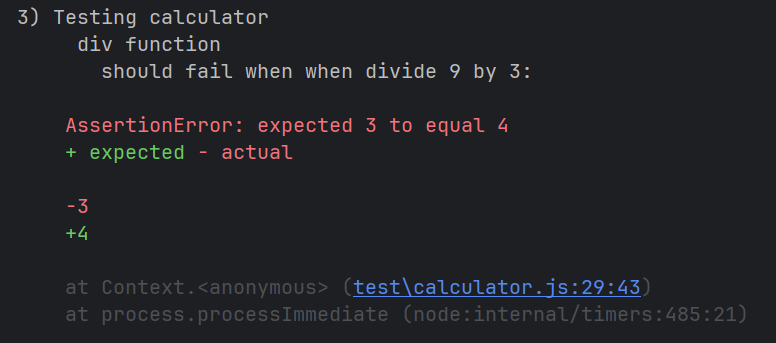 3) Testing calculator
div function
should fail when when divide 9 by 3:
AssertionError: expected 3 to equal 4
+ expected - actual
-3
+4
at Context.<anonymous> (test\calculator.js:29:43)
at process.processImmediate (node:internal/timers:485:21)